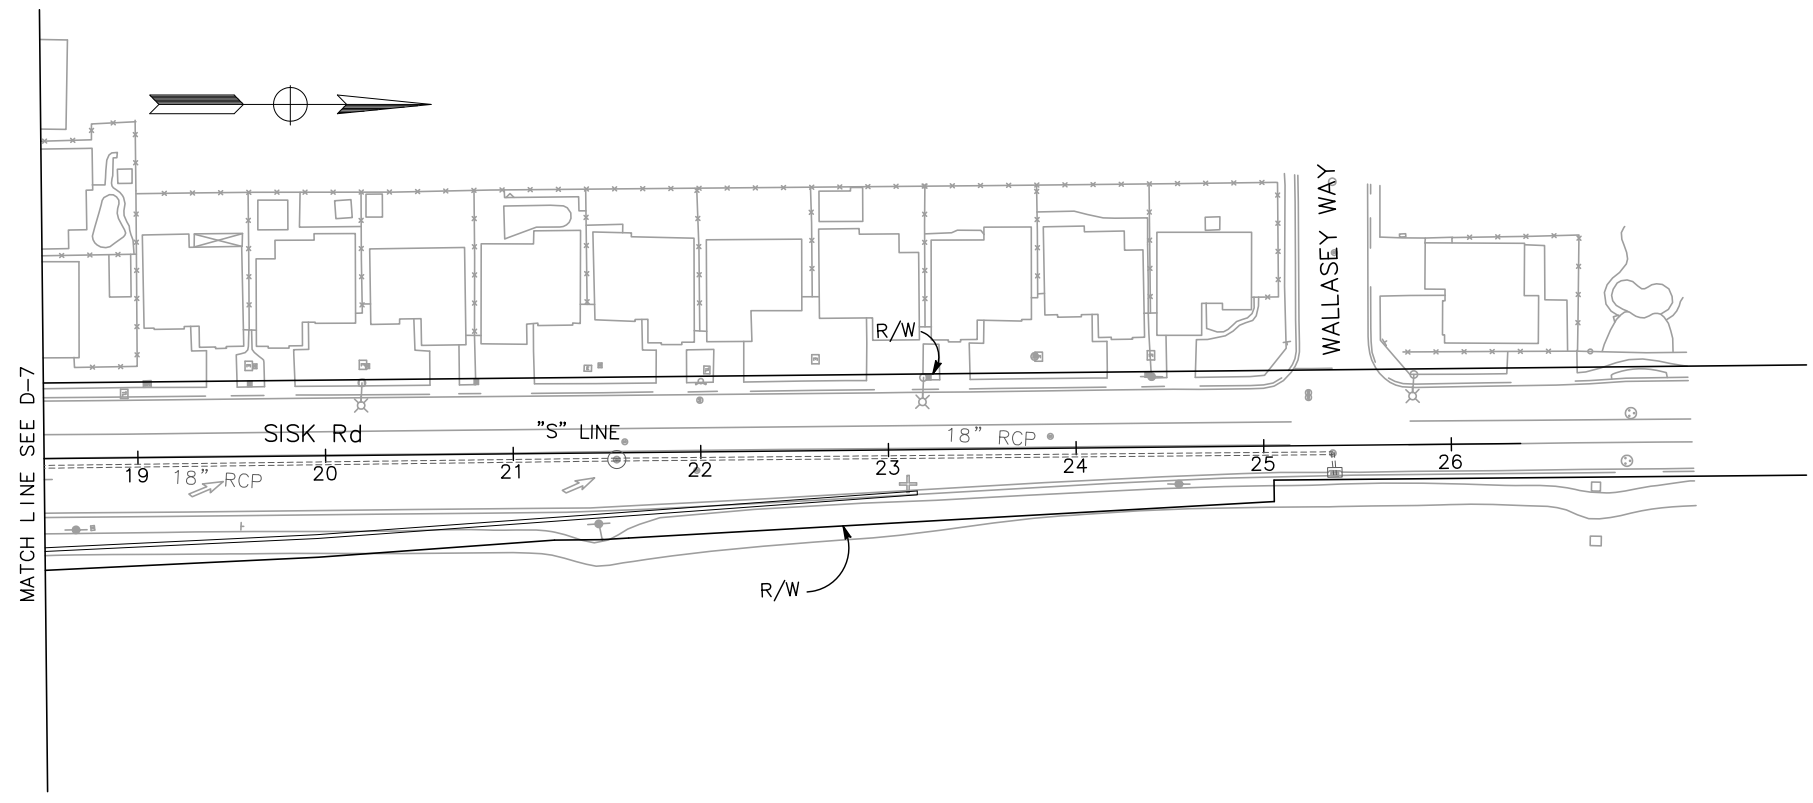 WALLASEY WAY
R/W
SISK Rd
"S" LINE
18" RCP
19
20
21
22
23
24
25
26
18" RCP
MATCH LINE SEE D-7
R/W